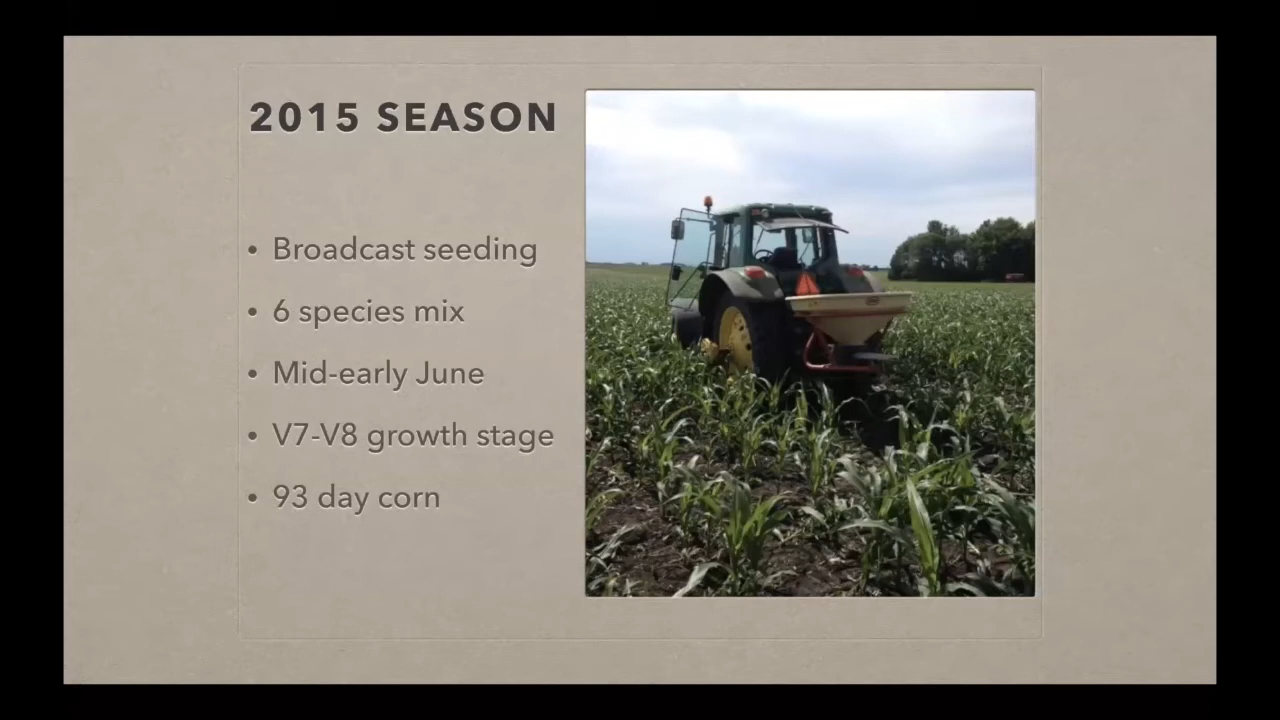 2015 SEASON
• Broadcast seeding
• 6 species mix
• Mid-early June
• V7-V8 growth stage
• 93 day corn